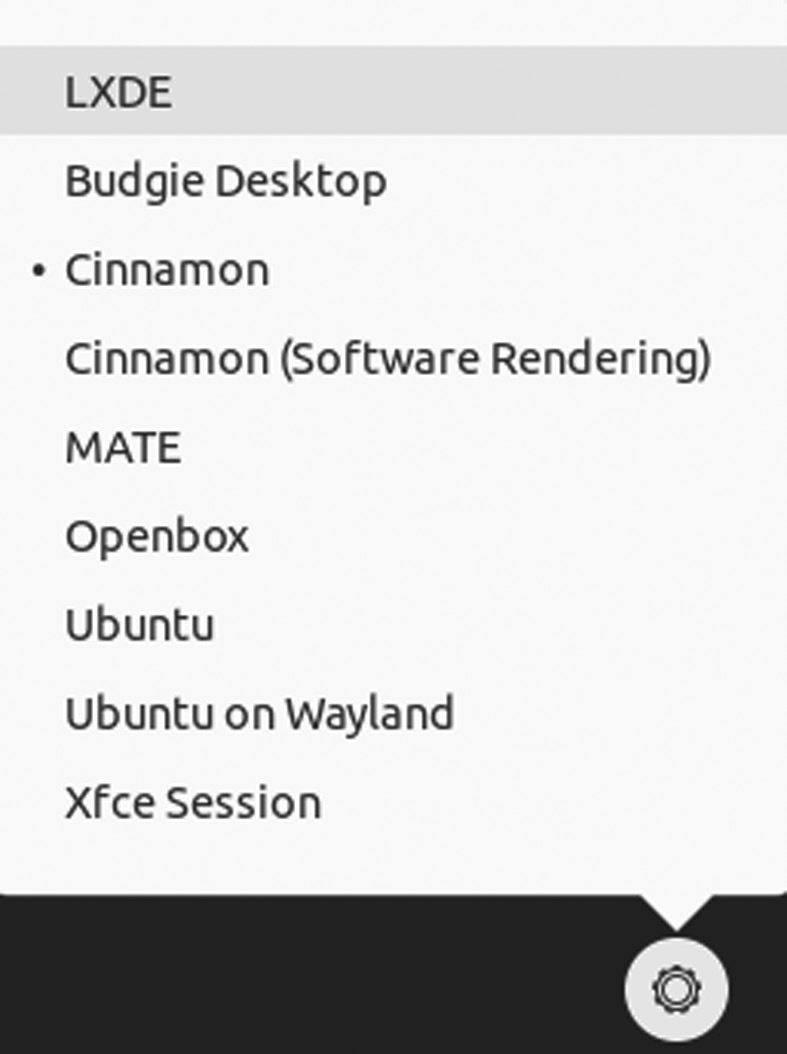 LXDE
Budgie Desktop
• Cinnamon
Cinnamon (Software Rendering)
MATE
Openbox
Ubuntu
Ubuntu on Wayland
Xfce Session